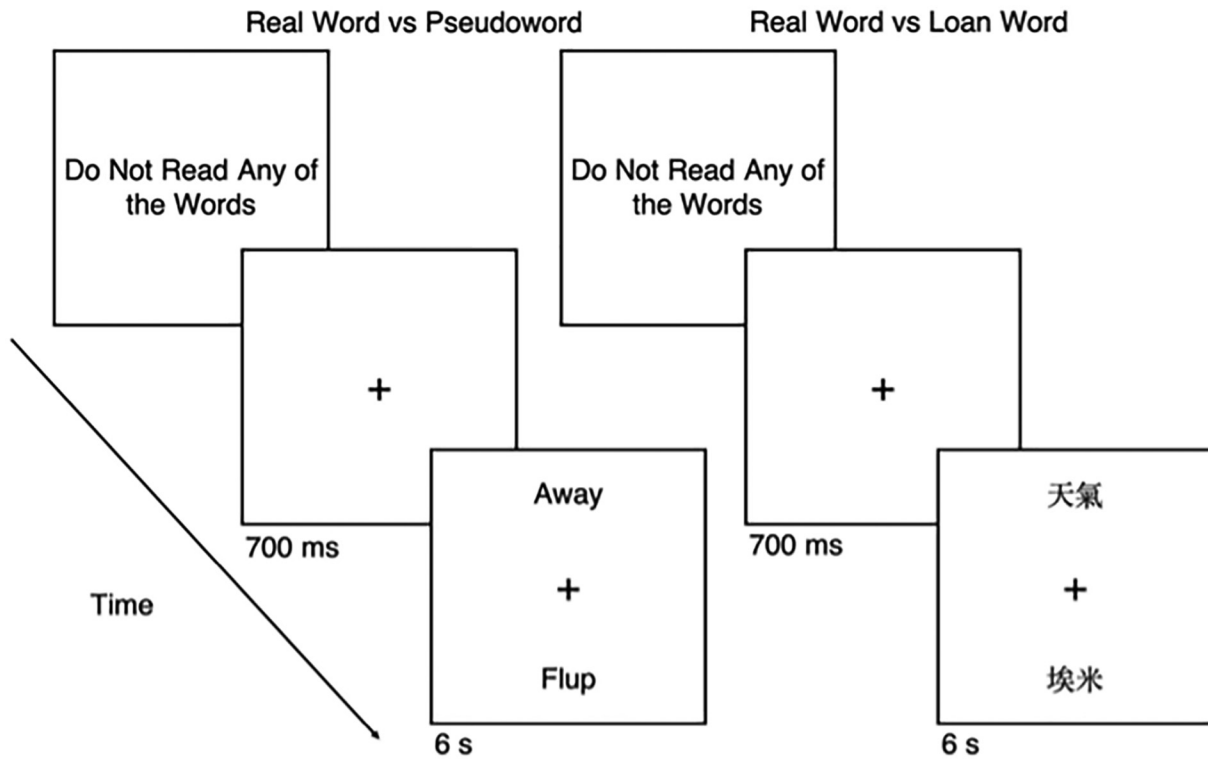 Real Word vs Pseudoword
Do Not Read Any of
the Words
+
700 ms
Away
+
Flup
6 s
Time
Real Word vs Loan Word
Do Not Read Any of
the Words
+
700 ms
天氣
+
埃米
6 s